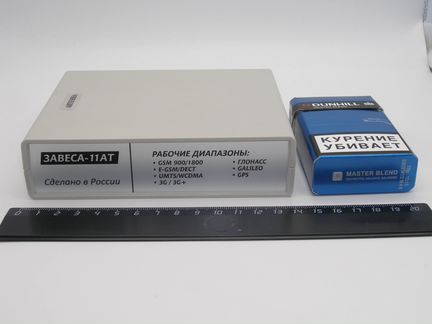 ЗАВЕСА-11АТ
Сделано в России
РАБОЧИЕ ДИАПАЗОНЫ:
• GSM 900/1800
• E-GSM/DECT
• UMTS/WCDMA
• 3G / 3G+
• ГЛОНАСС
• GALILEO
• GPS
DUNHILL
КУРЕНИЕ
УБИВАЕТ
MASTER BLEND
0 1 2 3 4 5 6 7 8 9 10 11 12 13 14 15 16 17 18 19 20